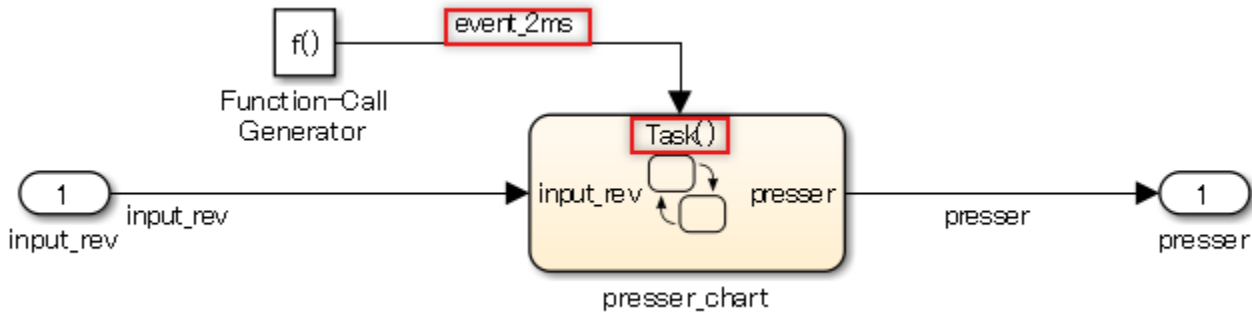 f()
event_2ms
Function-Call
Generator
Task()
1
input_rev
input_rev
input_rev
presser
presser
1
presser
presser_chart